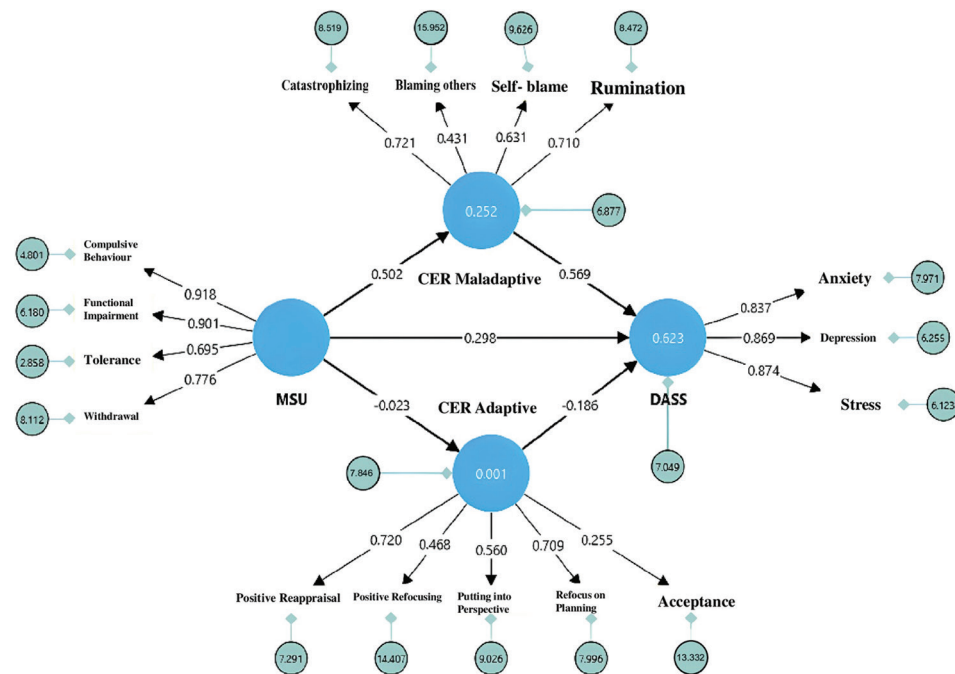 8.519
15.952
9.626
8.472
Catastrophizing
Blaming others
Self- blame
Rumination
0.721
0.431
0.631
0.710
0.252
6.877
4.801
Compulsive
Behaviour
0.502
CER Maladaptive
0.569
Anxiety
7.971
0.918
0.837
6.180
Functional
Impairment
0.901
0.298
0.623
0.869
Depression
6.255
2.858
Tolerance
0.695
0.776
0.874
MSU
CER Adaptive
DASS
Stress
6.123
8.112
Withdrawal
-0.023
-0.186
7.846
0.001
7.049
0.720
0.468
0.560
0.709
0.255
Positive Reappraisal
Positive Refocusing
Putting into
Perspective
Refocus on
Planning
Acceptance
7.291
14.407
9.026
7.996
13.332